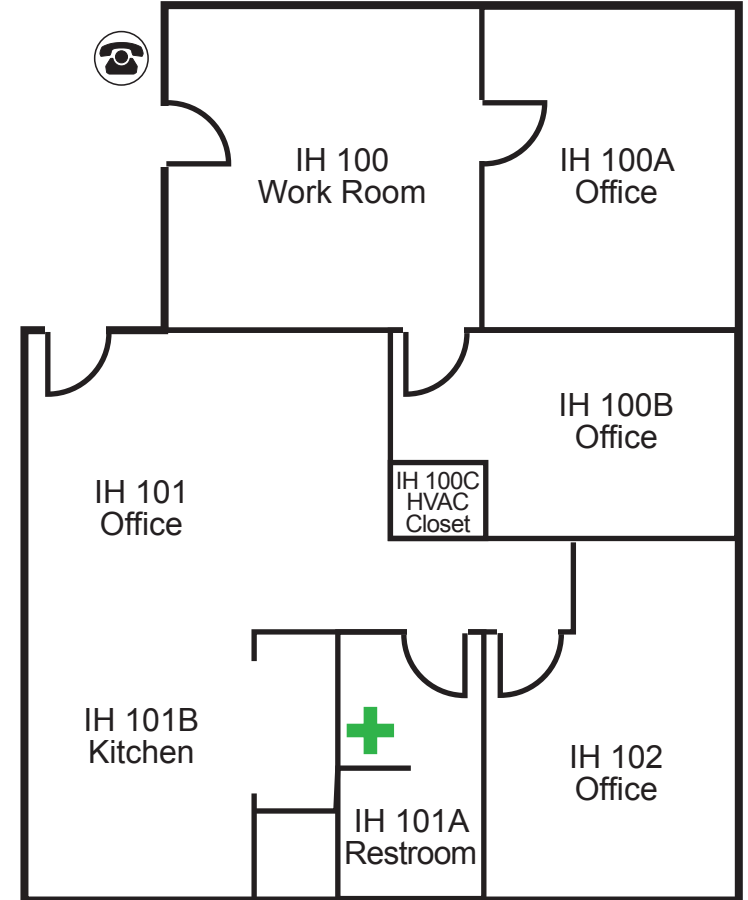 IH 100
Work Room
IH 100A
Office
IH 100B
Office
IH 100C
HVAC
Closet
IH 101
Office
IH 101B
Kitchen
IH 102
Office
IH 101A
Restroom